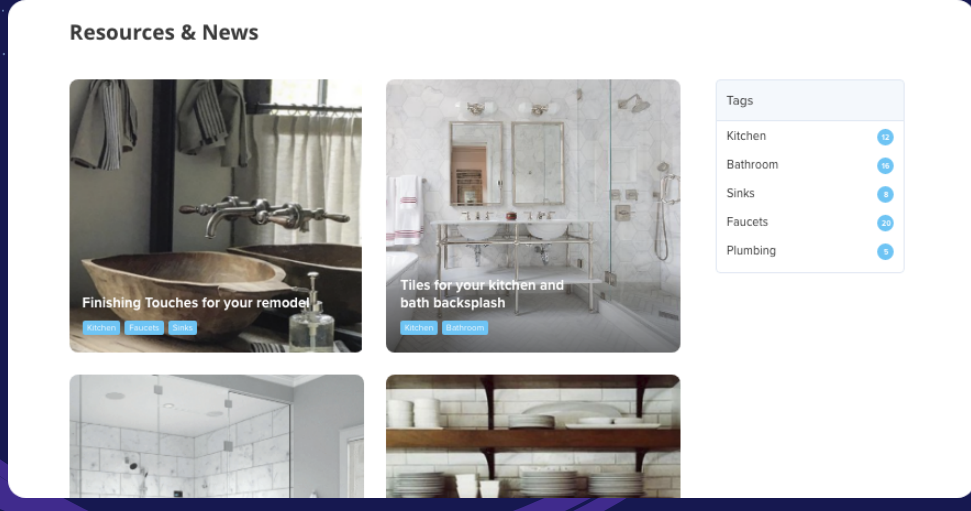 Resources & News
Finishing Touches for your remodel
Kitchen Faucets Sinks
Tiles for your kitchen and
bath backsplash
Kitchen Bathroom
Tags
Kitchen 12
Bathroom 16
Sinks 8
Faucets 20
Plumbing 5